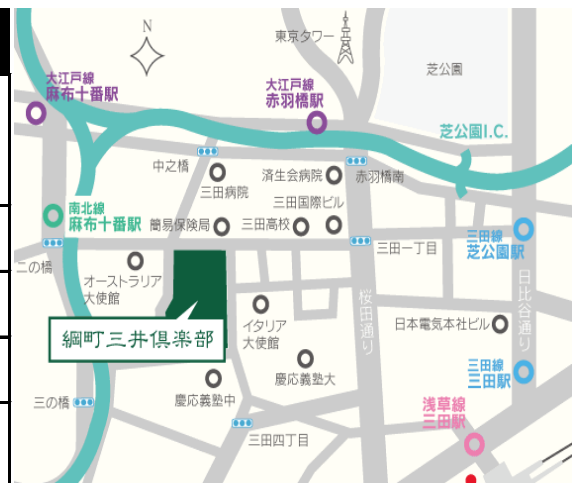 N
東京タワー
芝公園
大江戸線
麻布十番駅
大江戸線
赤羽橋駅
芝公園I.C.
中之橋
三田病院
済生会病院
赤羽橋南
三田国際ビル
南北線
麻布十番駅
簡易保険局
三田高校
三田一丁目
三田線
芝公園駅
二の橋
オーストラリア
大使館
桜田通り
日比谷通り
綱町三井倶楽部
イタリア
大使館
日本電気本社ビル
慶応義塾大
三田線
三田駅
慶応義塾中
三の橋
浅草線
三田駅
三田四丁目